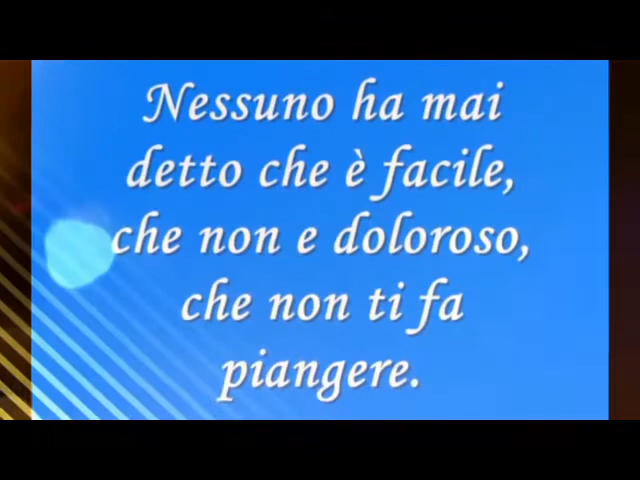 Nessuno ha mai
detto che è facile,
che non e doloroso,
che non ti fa
piangere.